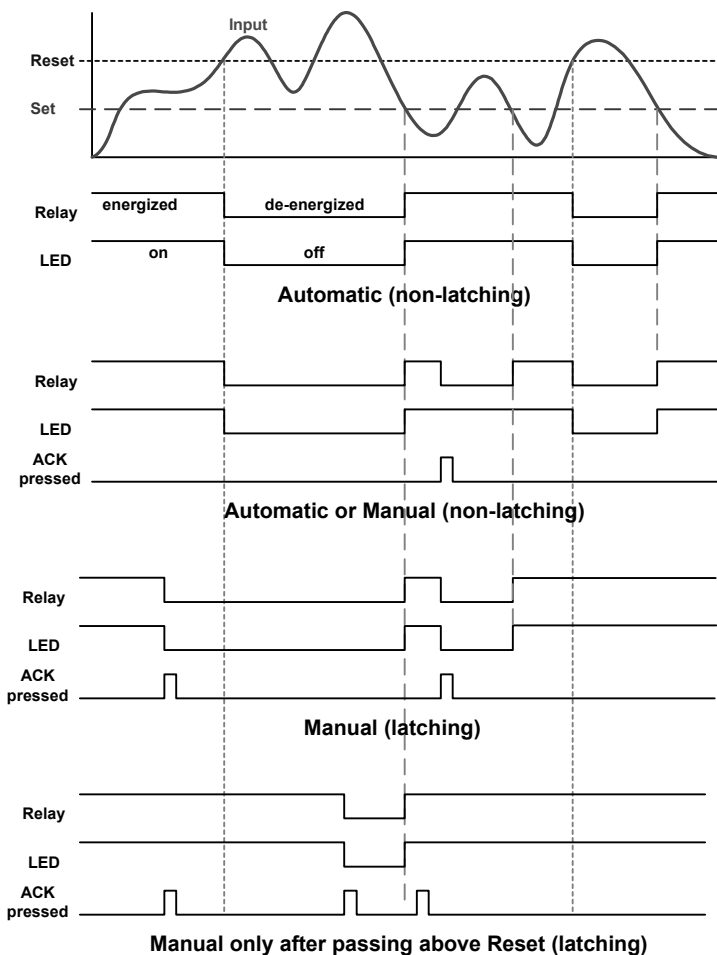 Input
Reset
Set
Relay
energized
de-energized
LED
on
off
Automatic (non-latching)
Relay
LED
ACK
pressed
Automatic or Manual (non-latching)
Relay
LED
ACK
pressed
Manual (latching)
Relay
LED
ACK
pressed
Manual only after passing above Reset (latching)